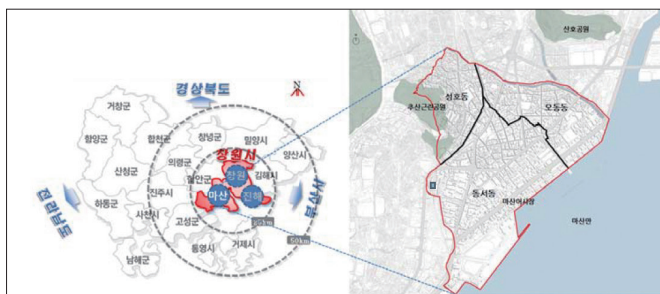 경상북도
N
거창군
함양군
합천군
창녕군
밀양시
창원시
양산시
산청군
의령군
함안군
창원
김해시
전라남도
하동군
진주시
마산
진해
부산시
사천시
고성군
통영시
거제시
50km
남해군
산호공원
성호동
추산근린공원
오동동
동서동
마산어시장
마산만